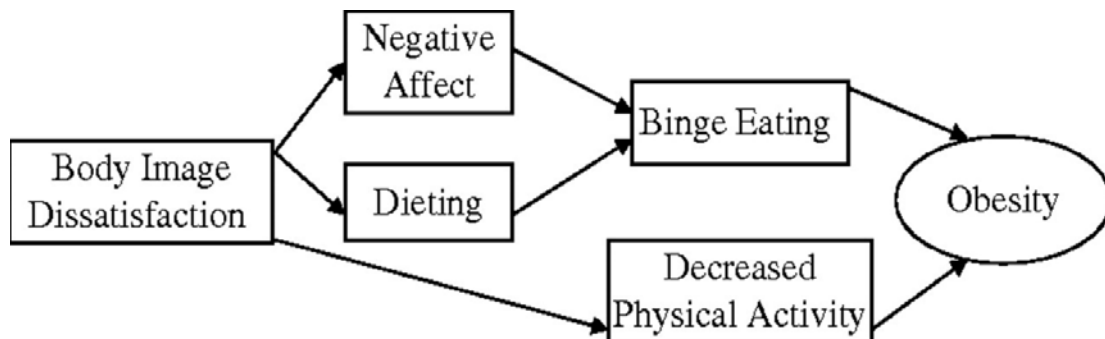 Negative
Affect
Binge Eating
Body Image
Dissatisfaction
Dieting
Obesity
Decreased
Physical Activity